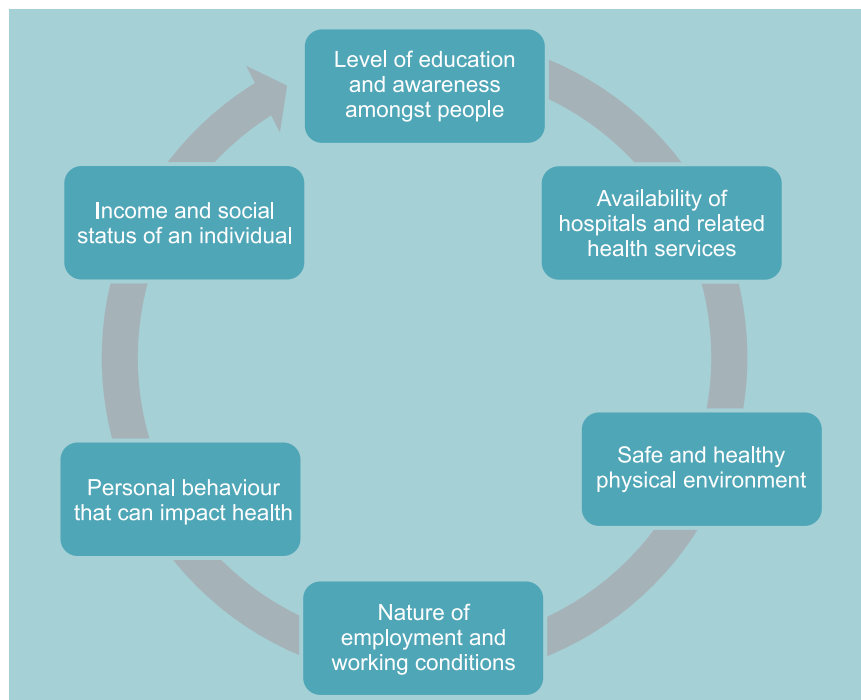 Level of education
and awareness
amongst people
Availability of
hospitals and related
health services
Safe and healthy
physical environment
Nature of
employment and
working conditions
Personal behaviour
that can impact health
Income and social
status of an individual